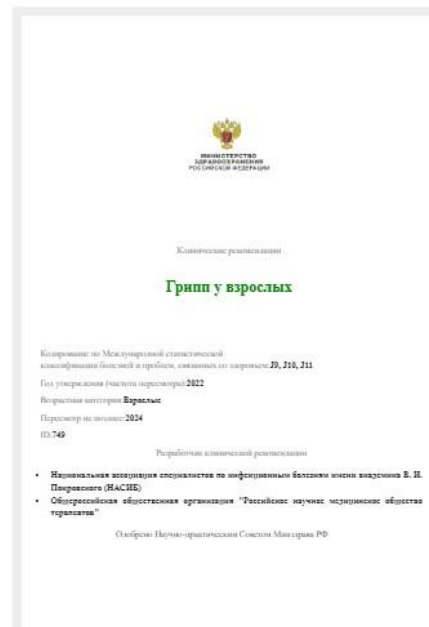 МИНИСТЕРСТВО
ЗДРАВООХРАНЕНИЯ
РОССИЙСКОЙ ФЕДЕРАЦИИ
Клинические рекомендации
Грипп у взрослых
Кодирование по Международной статистической
классификации болезней и проблем, связанных со здоровьем:J9, J10, J11
Год утверждения (частота пересмотра):2022
Возрастная категория:Взрослые
Пересмотр не позднее:2024
ID:749
Разработчик клинической рекомендации
• Национальная ассоциация специалистов по инфекционным болезням имени академика В. И.
Покровского (НАСИБ)
• Общероссийская общественная организация "Российское научное медицинское общество
терапевтов"
Одобрено Научно-практическим Советом Минздрава РФ